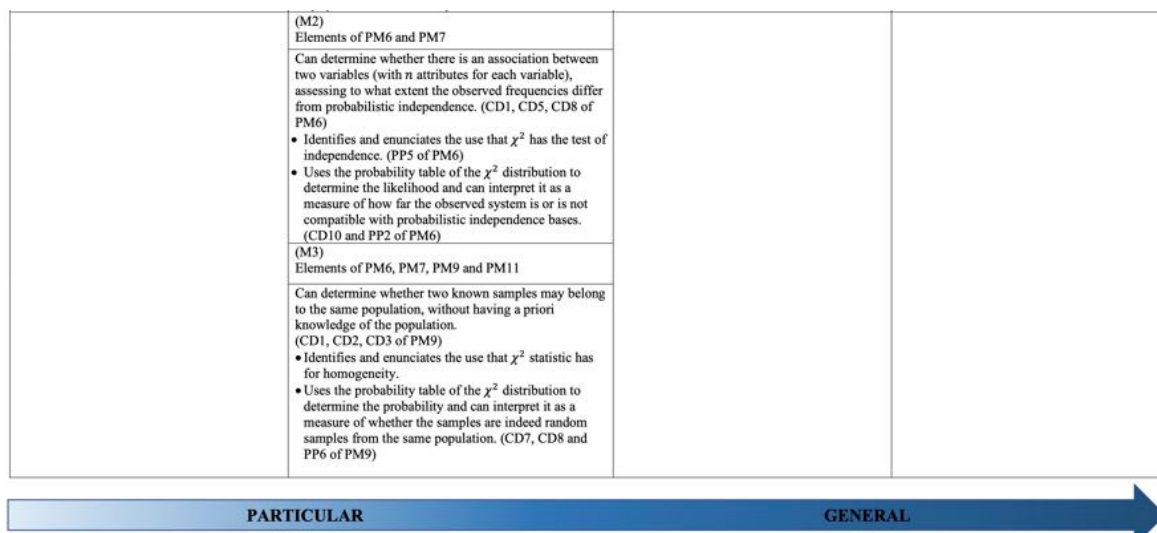 (M2)
Elements of PM6 and PM7
Can determine whether there is an association between
two variables (with n attributes for each variable),
assessing to what extent the observed frequencies differ
from probabilistic independence. (CD1, CD5, CD8 of
PM6)
• Identifies and enunciates the use that χ² has the test of
independence. (PP5 of PM6)
• Uses the probability table of the χ² distribution to
determine the likelihood and can interpret it as a
measure of how far the observed system is or is not
compatible with probabilistic independence bases.
(CD10 and PP2 of PM6)
(M3)
Elements of PM6, PM7, PM9 and PM11
Can determine whether two known samples may belong
to the same population, without having a priori
knowledge of the population.
(CD1, CD2, CD3 of PM9)
• Identifies and enunciates the use that χ² statistic has
for homogeneity.
• Uses the probability table of the χ² distribution to
determine the probability and can interpret it as a
measure of whether the samples are indeed random
samples from the same population. (CD7, CD8 and
PP6 of PM9)
PARTICULAR GENERAL